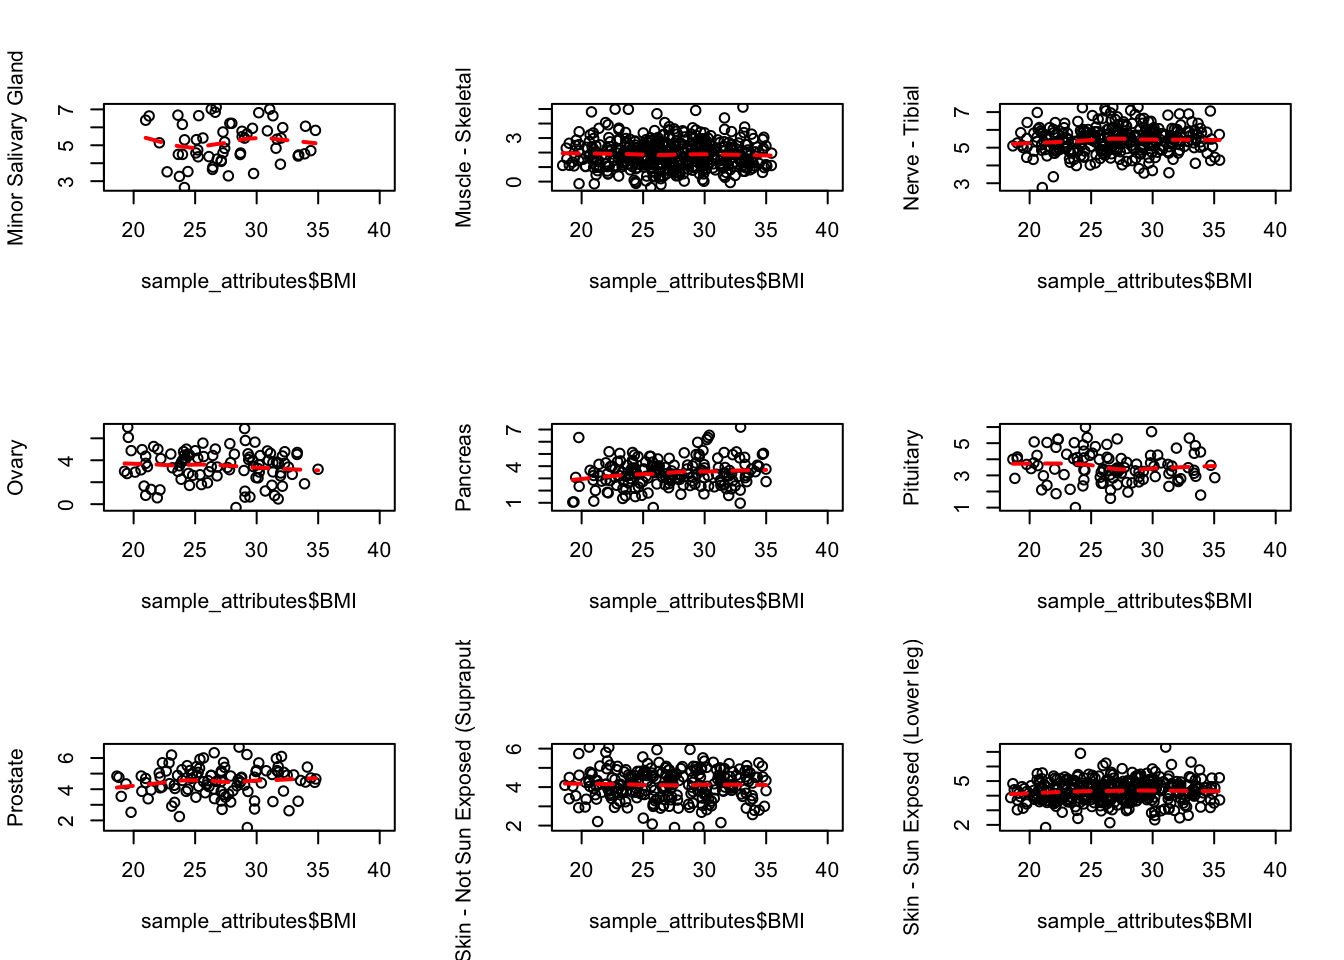 Minor Salivary Gland
7
5
3
20 25 30 35 40
sample_attributes$BMI
Muscle - Skeletal
3
2
0
20 25 30 35 40
sample_attributes$BMI
Nerve - Tibial
7
5
3
20 25 30 35 40
sample_attributes$BMI
Ovary
4
0
20 25 30 35 40
sample_attributes$BMI
Pancreas
7
4
1
20 25 30 35 40
sample_attributes$BMI
Pituitary
5
3
1
20 25 30 35 40
sample_attributes$BMI
Prostate
6
4
2
20 25 30 35 40
sample_attributes$BMI
Skin - Not Sun Exposed (Suprapub
6
4
2
20 25 30 35 40
sample_attributes$BMI
Skin - Sun Exposed (Lower leg)
5
2
20 25 30 35 40
sample_attributes$BMI